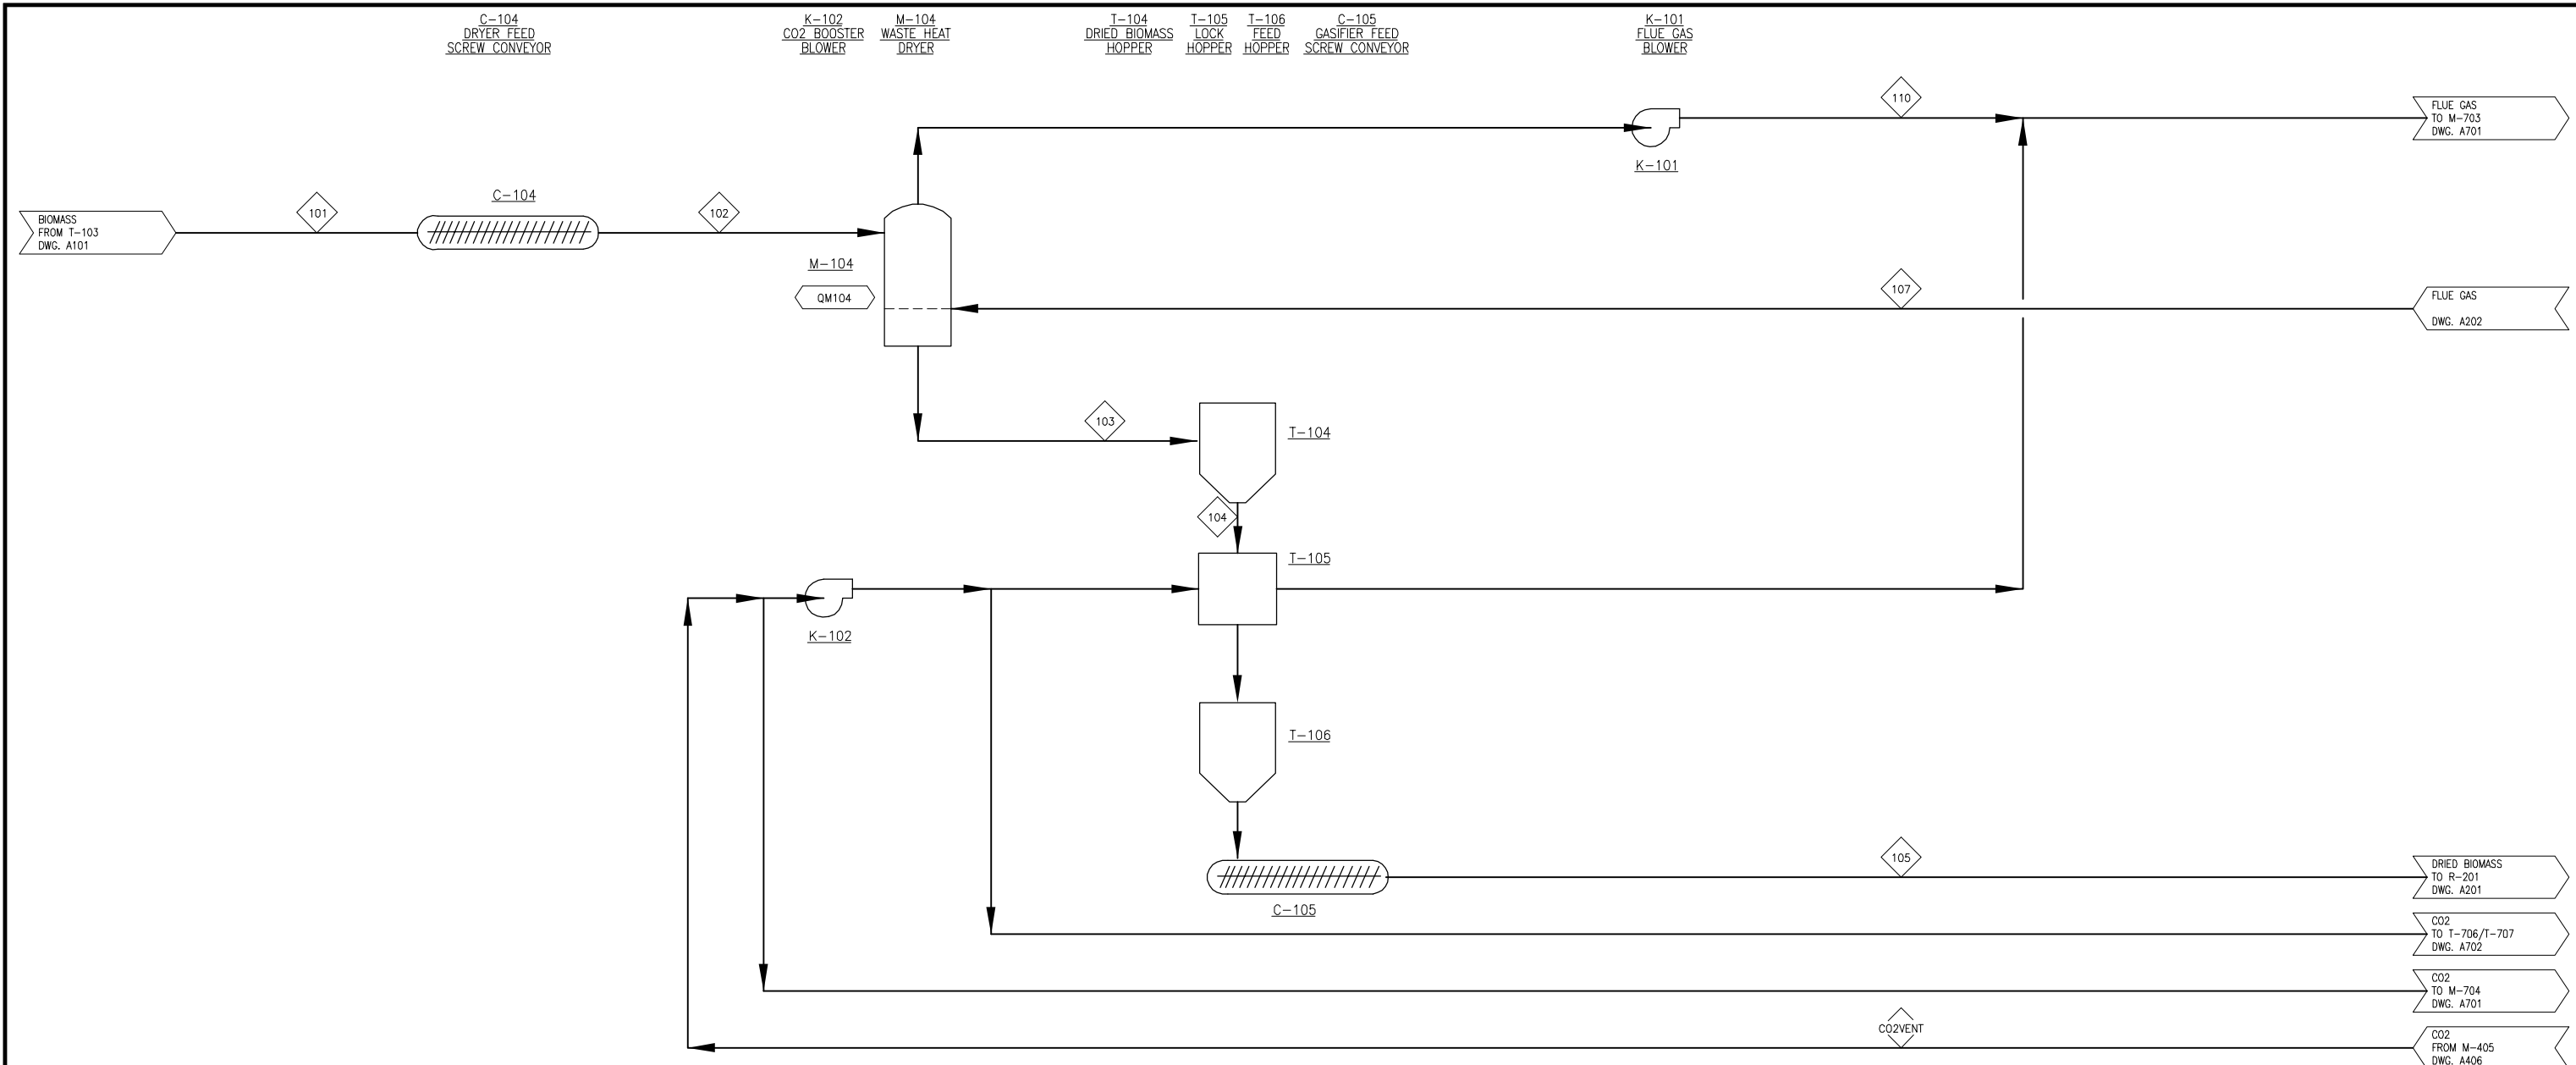 C-104
DRYER FEED
SCREW CONVEYOR
K-102
CO2 BOOSTER
BLOWER
M-104
WASTE HEAT
DRYER
T-104
DRIED BIOMASS
HOPPER
T-105
LOCK
HOPPER
T-106
FEED
HOPPER
C-105
GASIFIER FEED
SCREW CONVEYOR
K-101
FLUE GAS
BLOWER
110
FLUE GAS
TO M-703
DWG. A701
K-101
C-104
101
102
BIOMASS
FROM T-103
DWG. A101
M-104
QM104
107
FLUE GAS
DWG. A202
103
T-104
104
T-105
K-102
T-106
105
DRIED BIOMASS
TO R-201
DWG. A201
C-105
CO2
TO T-706/T-707
DWG. A702
CO2
TO M-704
DWG. A701
CO2VENT
CO2
FROM M-405
DWG. A406